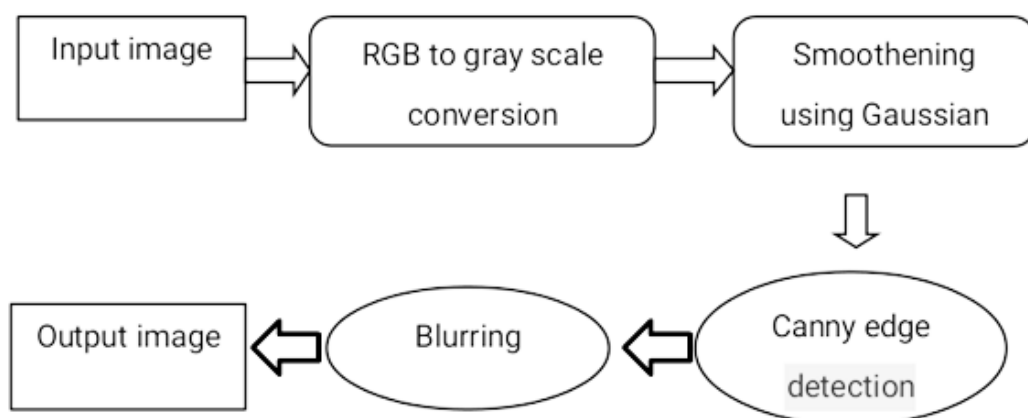 Input image
RGB to gray scale
conversion
Smoothening
using Gaussian
Canny edge
detection
Blurring
Output image